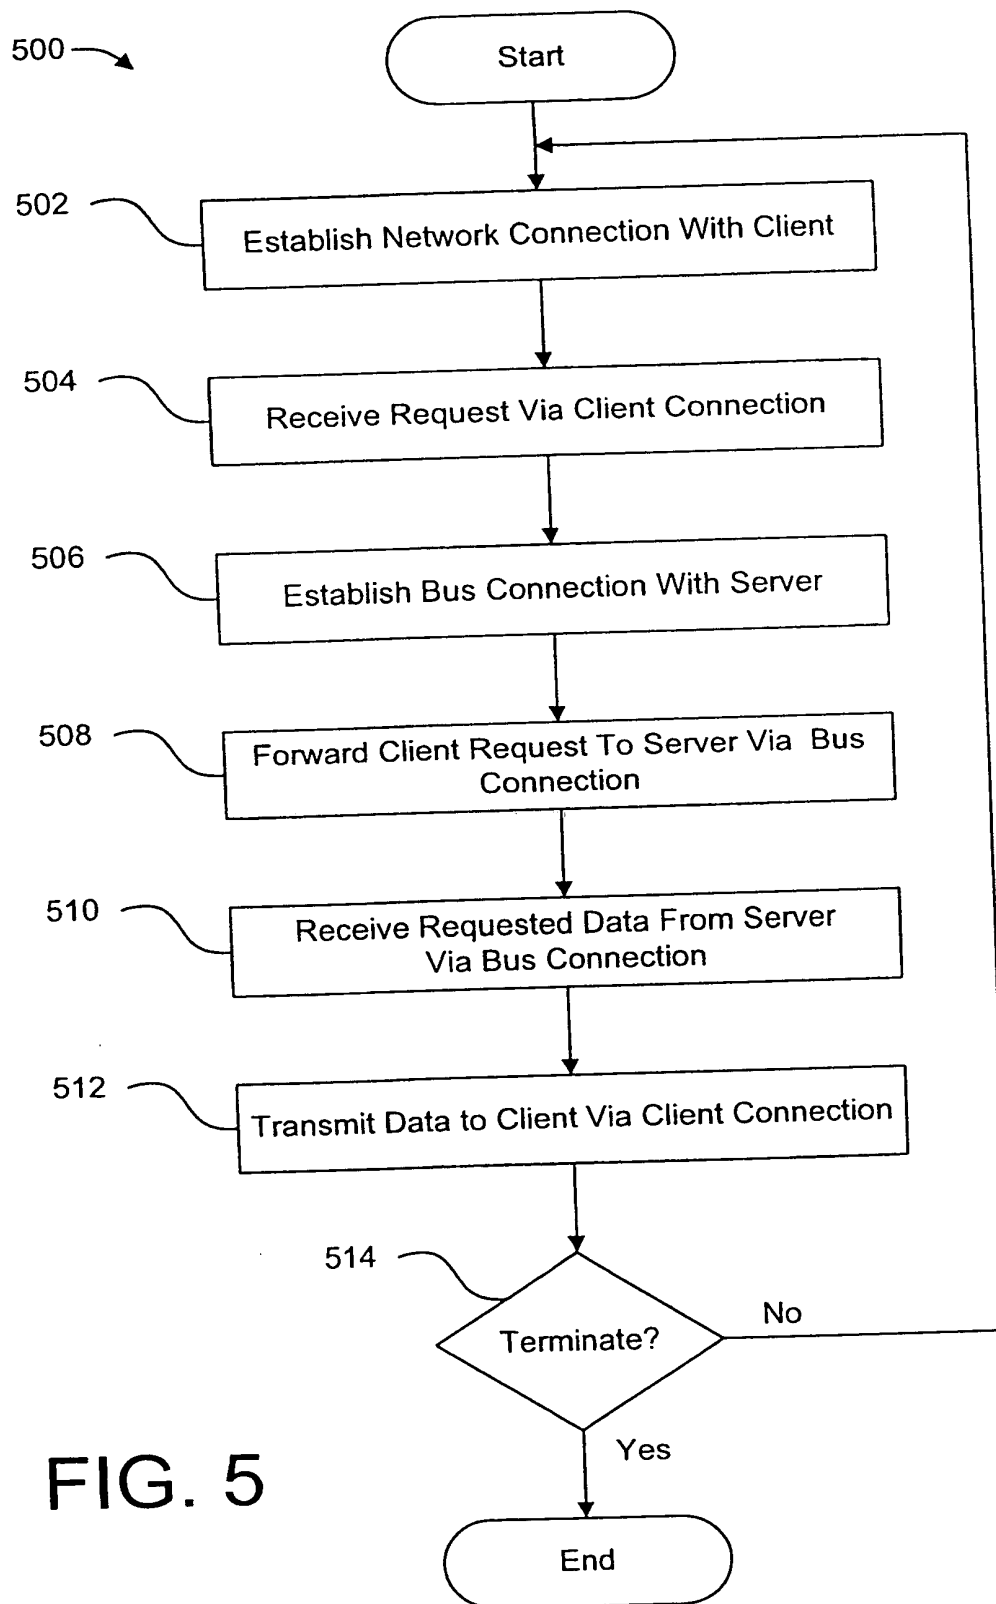 500
Start
502
Establish Network Connection With Client
504
Receive Request Via Client Connection
506
Establish Bus Connection With Server
508
Forward Client Request To Server Via Bus
Connection
510
Receive Requested Data From Server
Via Bus Connection
512
Transmit Data to Client Via Client Connection
514
Terminate?
No
Yes
FIG. 5
End